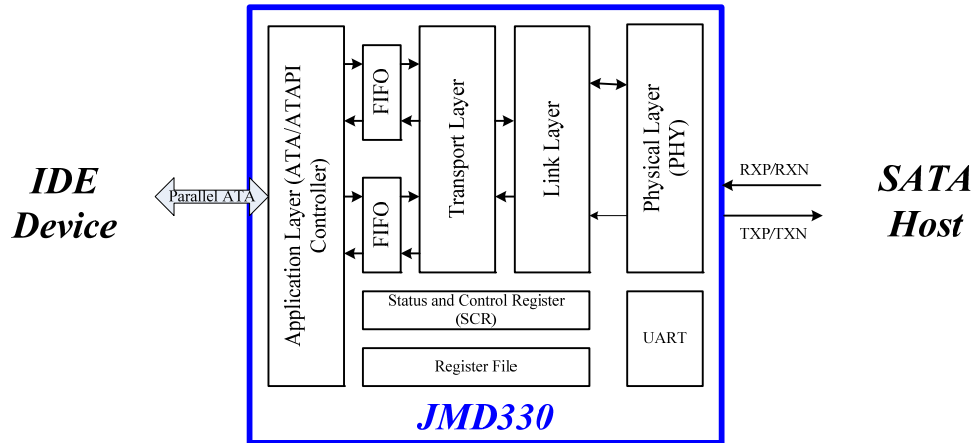 IDE
Device
Parallel ATA
Application Layer (ATA/ATAPI
Controller)
FIFO
FIFO
Transport Layer
Link Layer
Physical Layer
(PHY)
RXP/RXN
TXP/TXN
SATA
Host
Status and Control Register
(SCR)
Register File
UART
JMD330